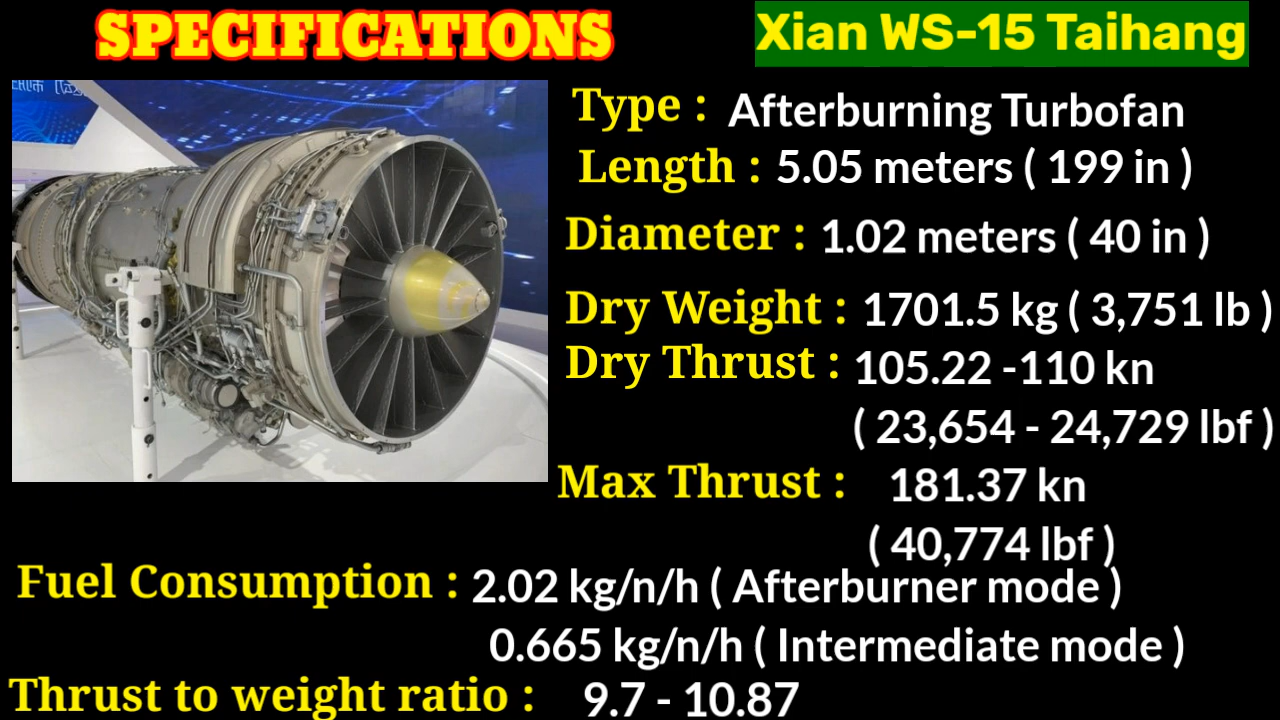 SPECIFICATIONS
Xian WS-15 Taihang
Type : Afterburning Turbofan
Length : 5.05 meters ( 199 in )
Diameter : 1.02 meters ( 40 in )
Dry Weight : 1701.5 kg ( 3,751 lb )
Dry Thrust : 105.22 -110 kn
( 23,654 - 24,729 lbf )
Max Thrust : 181.37 kn
( 40,774 lbf )
Fuel Consumption : 2.02 kg/n/h ( Afterburner mode )
0.665 kg/n/h ( Intermediate mode )
Thrust to weight ratio : 9.7 - 10.87